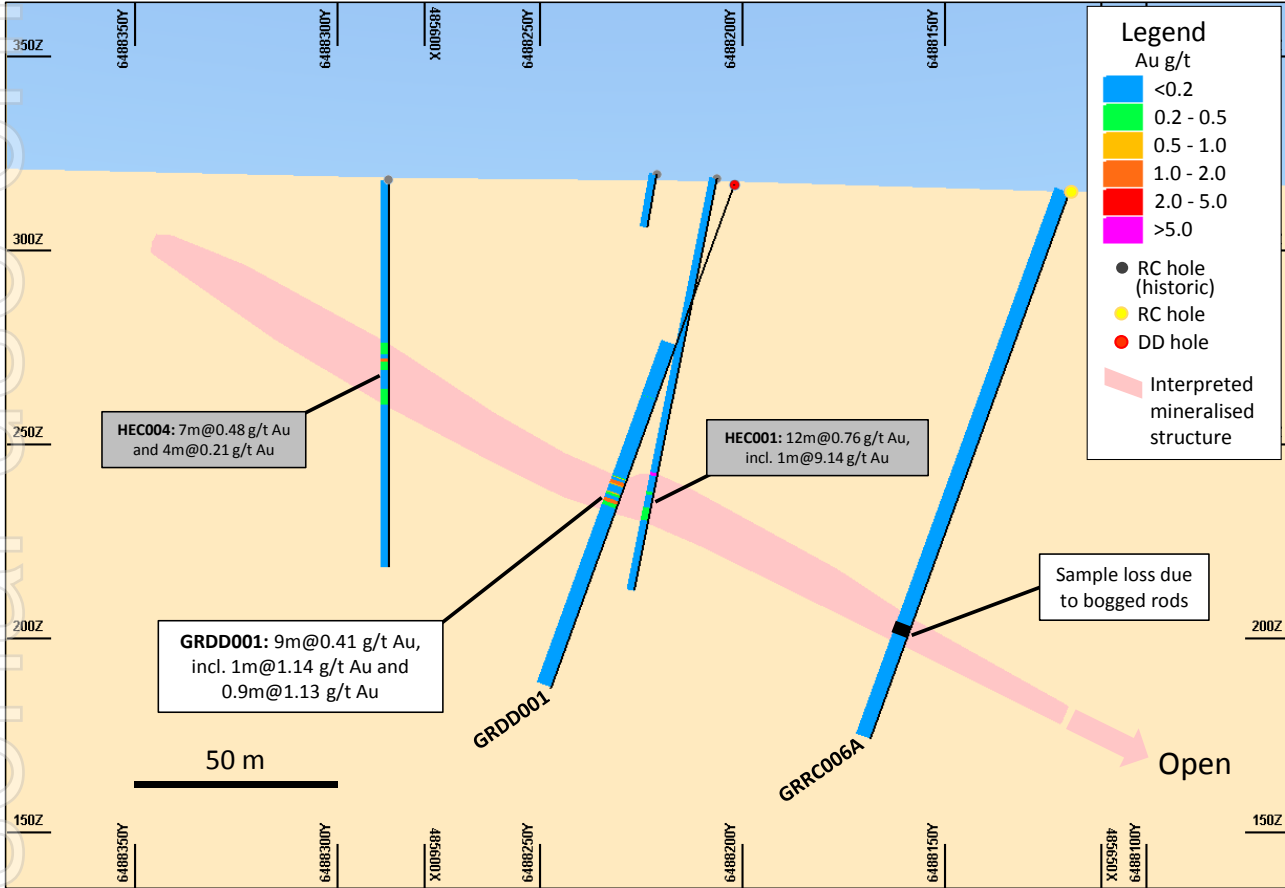 6488350Y
6488300Y
485600X
6488250Y
6488200Y
6488150Y
350Z
300Z
250Z
200Z
150Z
Legend
Au g/t
<0.2
0.2 - 0.5
0.5 - 1.0
1.0 - 2.0
2.0 - 5.0
>5.0
RC hole
(historic)
RC hole
DD hole
Interpreted
mineralised
structure
HEC004: 7m@0.48 g/t Au
and 4m@0.21 g/t Au
HEC001: 12m@0.76 g/t Au,
incl. 1m@9.14 g/t Au
GRDD001: 9m@0.41 g/t Au,
incl. 1m@1.14 g/t Au and
0.9m@1.13 g/t Au
Sample loss due
to bogged rods
GRDD001
GRRC006A
Open
50 m
200Z
150Z
250Z
6488350Y
6488300Y
485600X
6488250Y
6488200Y
6488150Y
485650X
6488100Y